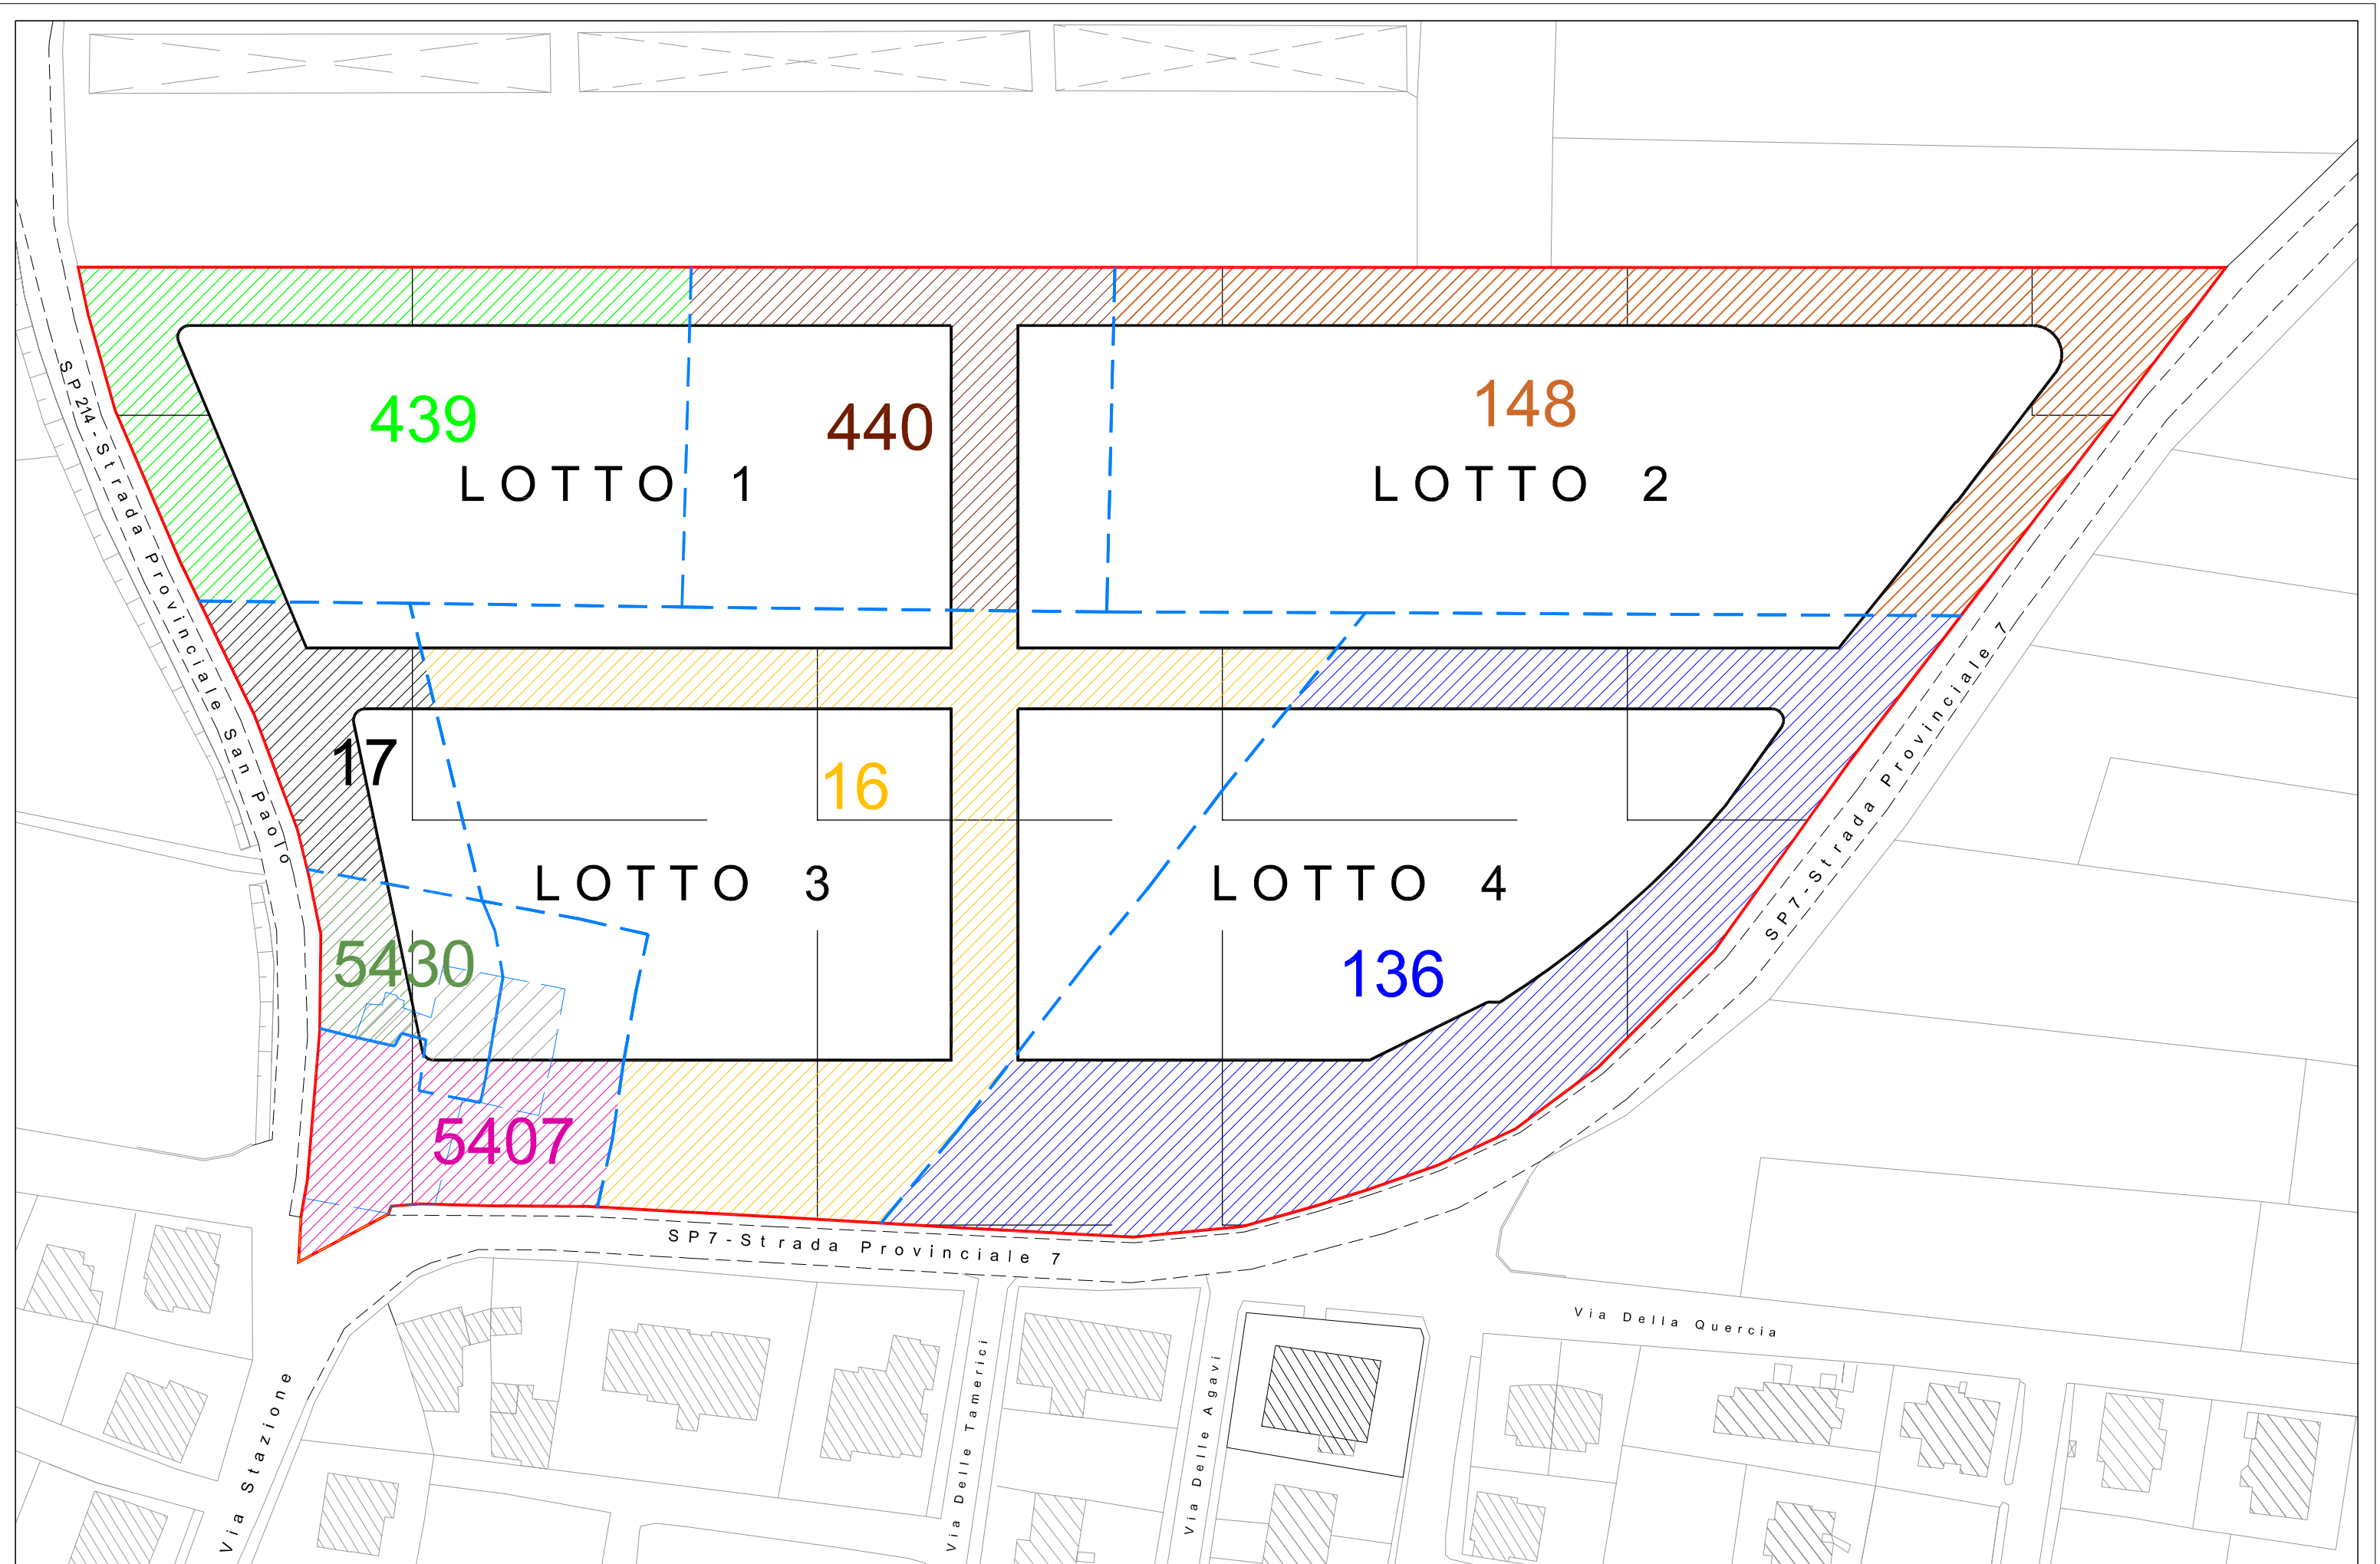 439
440
148
LOTTO 1
LOTTO 2
SP214-Strada Provinciale San Paolo
17
16
LOTTO 3
LOTTO 4
SP7-Strada Provinciale 7
5430
136
5407
SP7-Strada Provinciale 7
Via Della Quercia
Via Stazione
Via Delle Tamerici
Via Delle Agavi